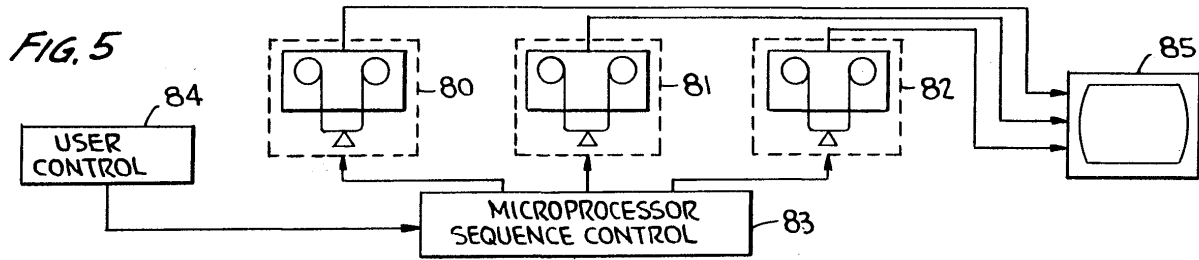 FIG. 5
84
USER
CONTROL
80
81
82
85
MICROPROCESSOR
SEQUENCE CONTROL
83